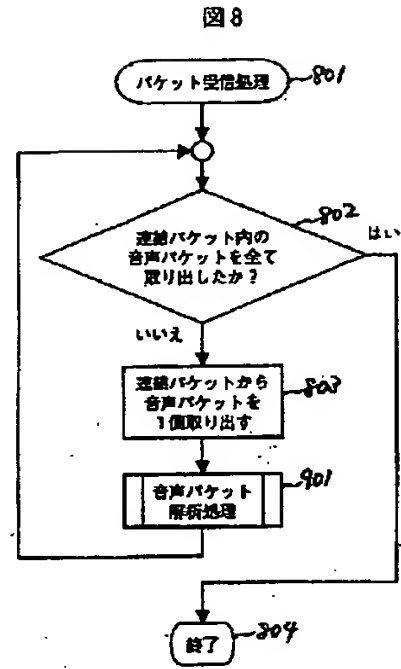 図8
パケット受信処理
801
802
連結パケット内の
音声パケットを全て
取り出したか?
はい
いいえ
連結パケットから
音声パケットを
1個取り出す
803
音声パケット
解析処理
901
終了
804